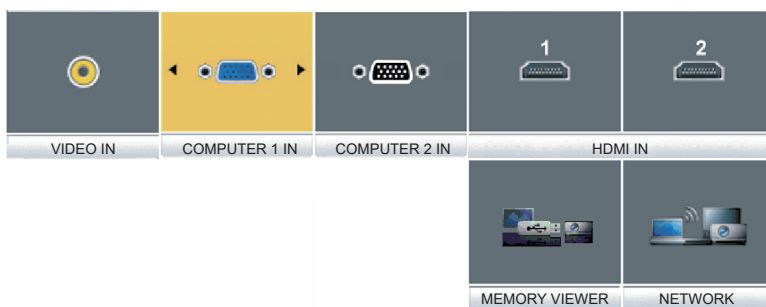 1
2
VIDEO IN
COMPUTER 1 IN
COMPUTER 2 IN
HDMI IN
MEMORY VIEWER
NETWORK